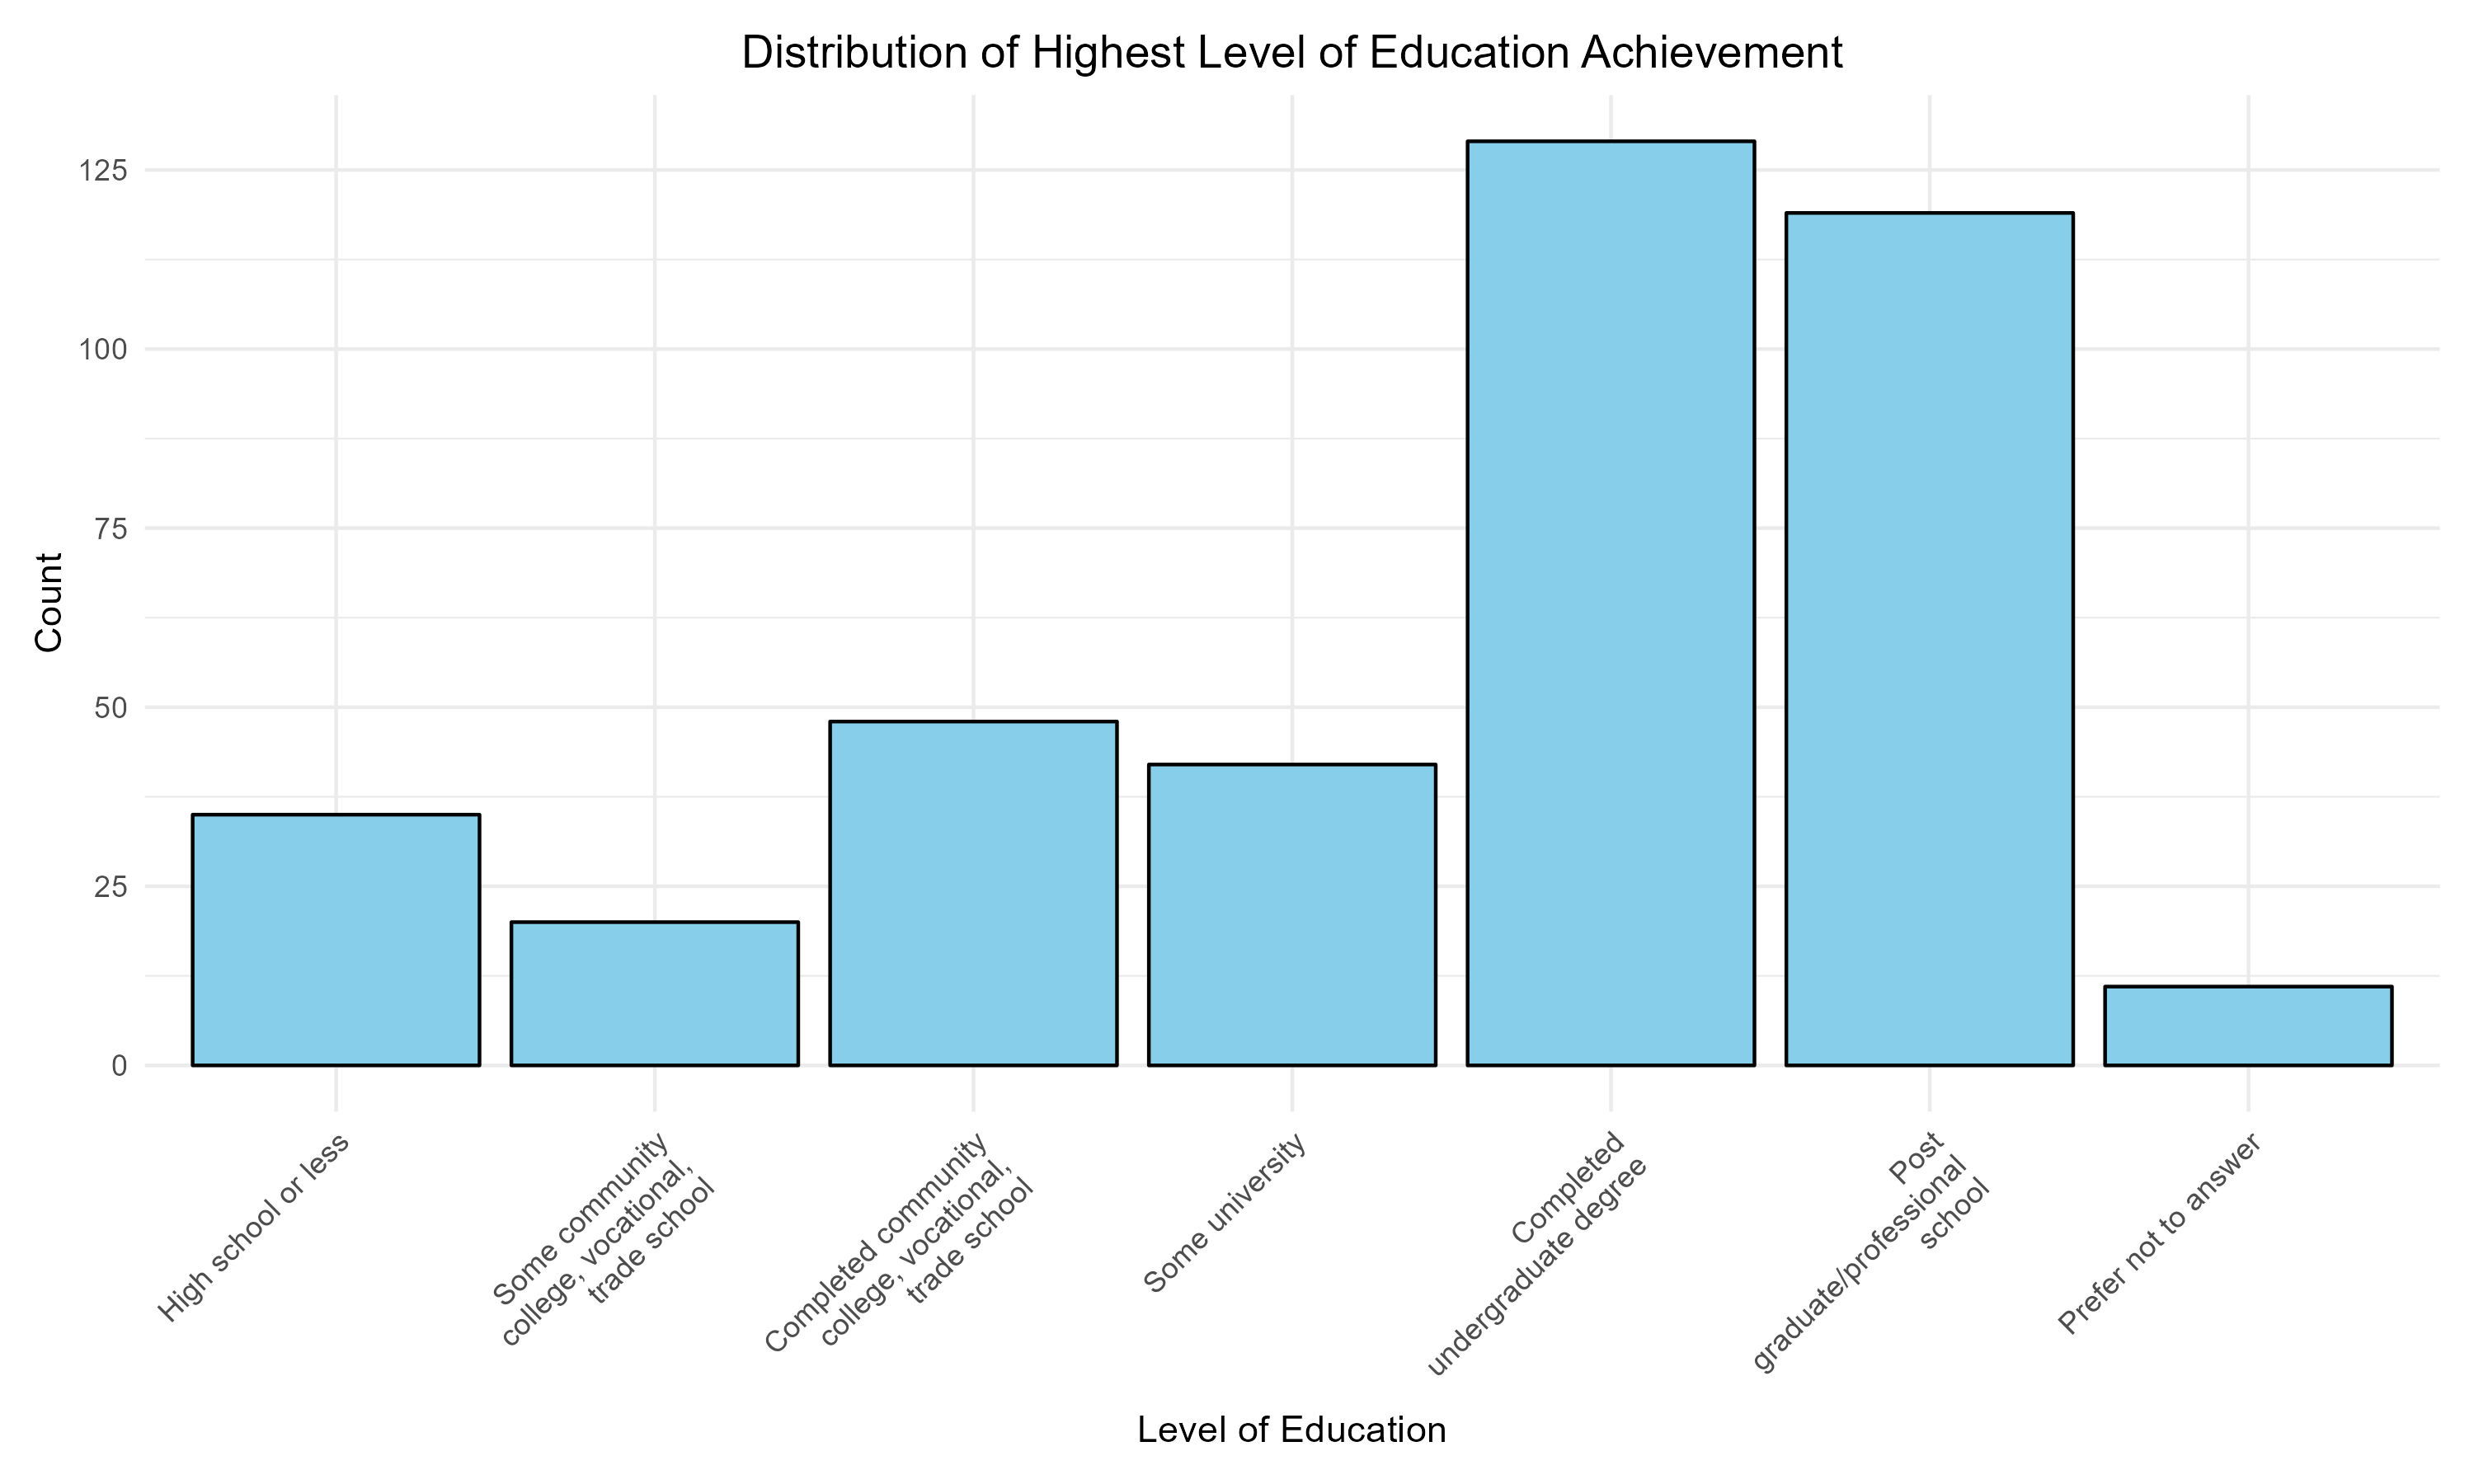 Distribution of Highest Level of Education Achievement
Count
125
100
75
50
25
0
High school or less
Some community
college, vocational,
trade school
Completed community
college, vocational,
trade school
Some university
Completed
undergraduate degree
Post
graduate/professional
school
Prefer not to answer
Level of Education